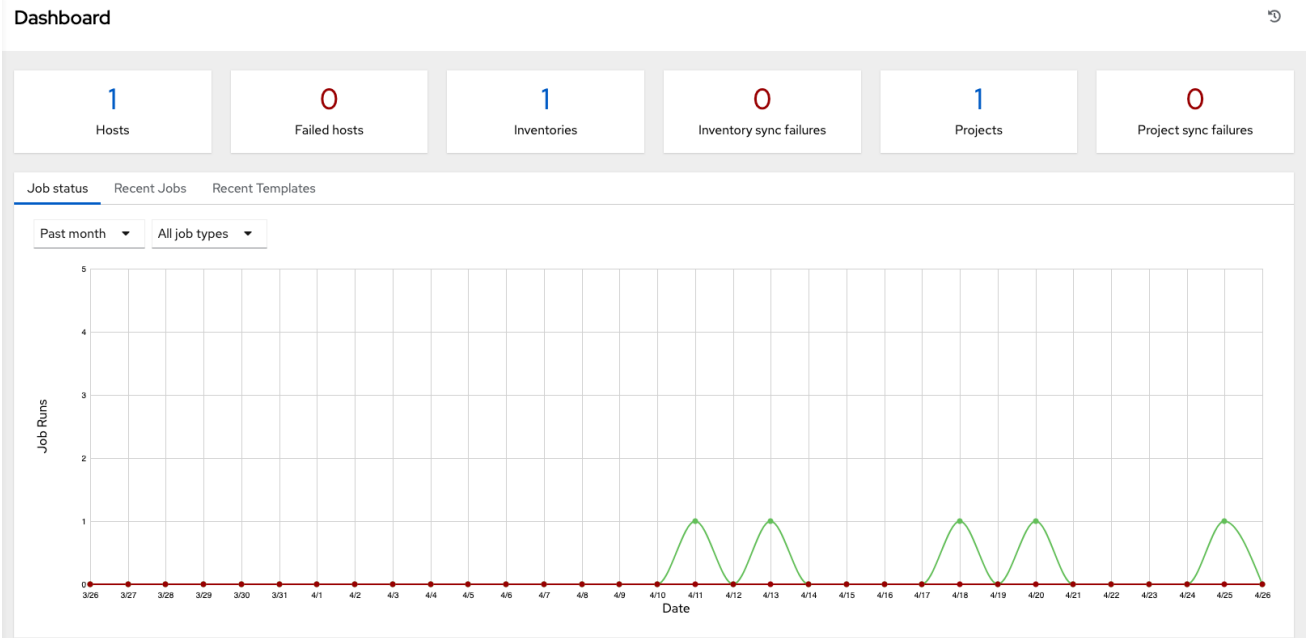 Dashboard
1 0 1 0 1 0
Hosts Failed hosts Inventories Inventory sync failures Projects Project sync failures
Job status Recent Jobs Recent Templates
Past month All job types
5
4
3
2
1
0
Job Runs
3/26 3/27 3/28 3/29 3/30 3/31 4/1 4/2 4/3 4/4 4/5 4/6 4/7 4/8 4/9 4/10 4/11 4/12 4/13 4/14 4/15 4/16 4/17 4/18 4/19 4/20 4/21 4/22 4/23 4/24 4/25 4/26
Date